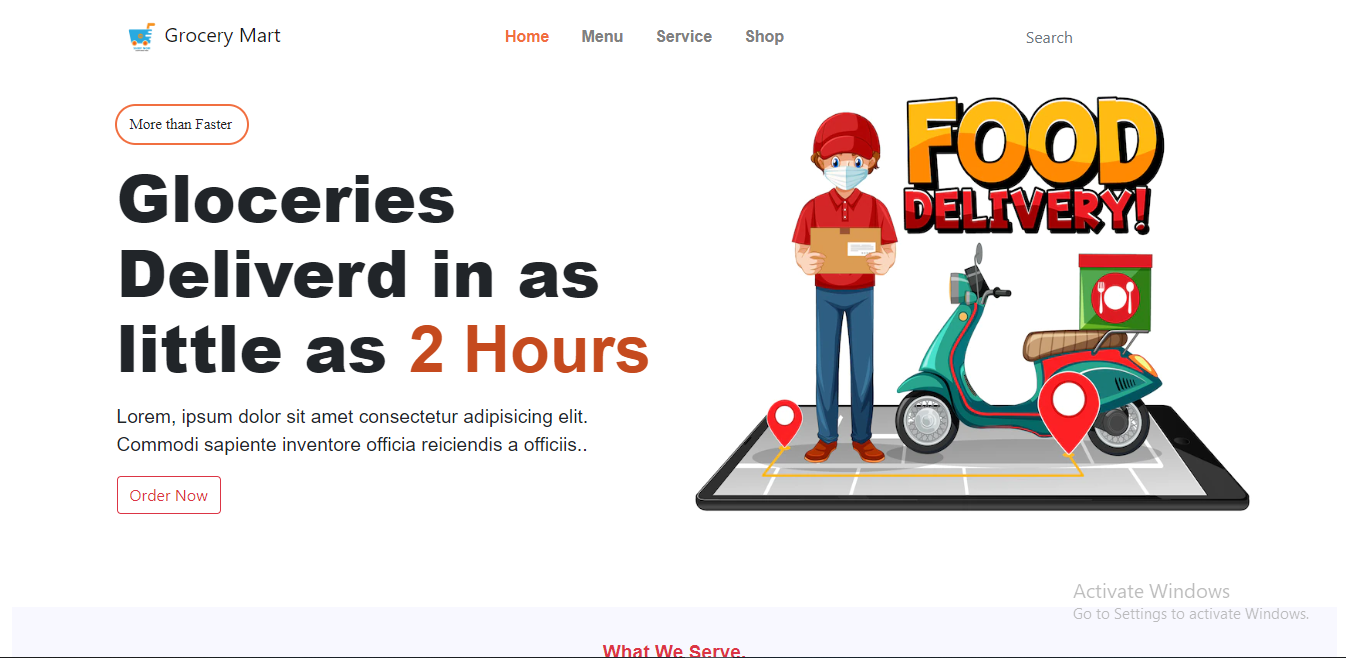 Grocery Mart
Home Menu Service Shop
Search
More than Faster
Gloceries
Deliverd in as
little as 2 Hours
Lorem, ipsum dolor sit amet consectetur adipisicing elit.
Commodi sapiente inventore officia reiciendis a officiis..
Order Now
FOOD
DELIVERY!
Activate Windows
Go to Settings to activate Windows.
What We Serve.